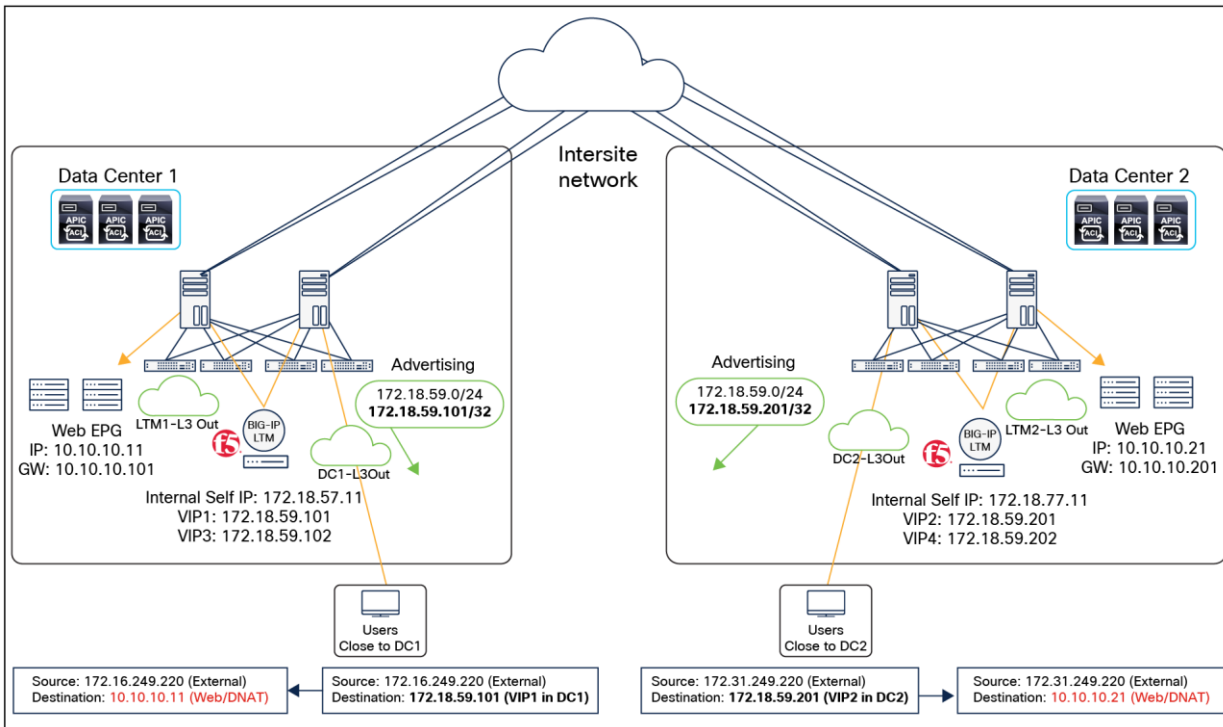 Intersite
network
Data Center 1
APIC
ACI
APIC
ACI
APIC
ACI
Advertising
172.18.59.0/24
172.18.59.101/32
LTM1-L3 Out
BIG-IP
LTM
f5
DC1-L3Out
Web EPG
IP: 10.10.10.11
GW: 10.10.10.101
Internal Self IP: 172.18.57.11
VIP1: 172.18.59.101
VIP3: 172.18.59.102
Users
Close to DC1
Source: 172.16.249.220 (External)
Destination: 10.10.10.11 (Web/DNAT)
Source: 172.16.249.220 (External)
Destination: 172.18.59.101 (VIP1 in DC1)
Data Center 2
APIC
ACI
APIC
ACI
APIC
ACI
Advertising
172.18.59.0/24
172.18.59.201/32
DC2-L3Out
BIG-IP
LTM
f5
LTM2-L3 Out
Web EPG
IP: 10.10.10.21
GW: 10.10.10.201
Internal Self IP: 172.18.77.11
VIP2: 172.18.59.201
VIP4: 172.18.59.202
Users
Close to DC2
Source: 172.31.249.220 (External)
Destination: 172.18.59.201 (VIP2 in DC2)
Source: 172.31.249.220 (External)
Destination: 10.10.10.21 (Web/DNAT)